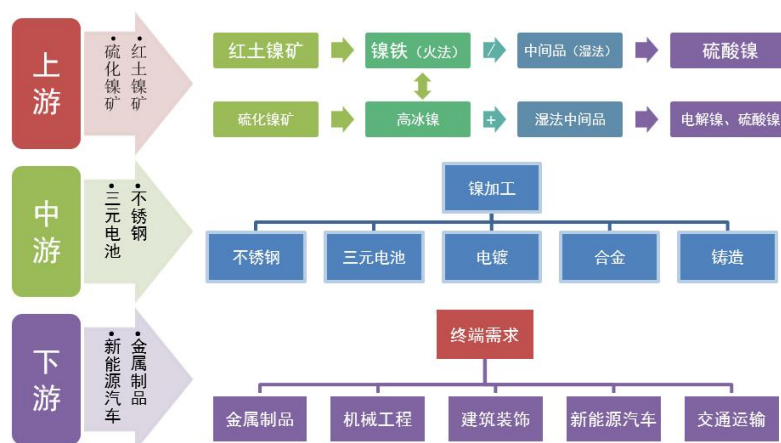 上游
• 红土镍矿
• 硫化镍矿
红土镍矿
镍铁（火法）
/
中间品（湿法）
硫酸镍
硫化镍矿
高冰镍
+
湿法中间品
电解镍、硫酸镍
中游
• 不锈钢
• 三元电池
镍加工
不锈钢
三元电池
电镀
合金
铸造
下游
• 金属制品
• 新能源汽车
终端需求
金属制品
机械工程
建筑装饰
新能源汽车
交通运输